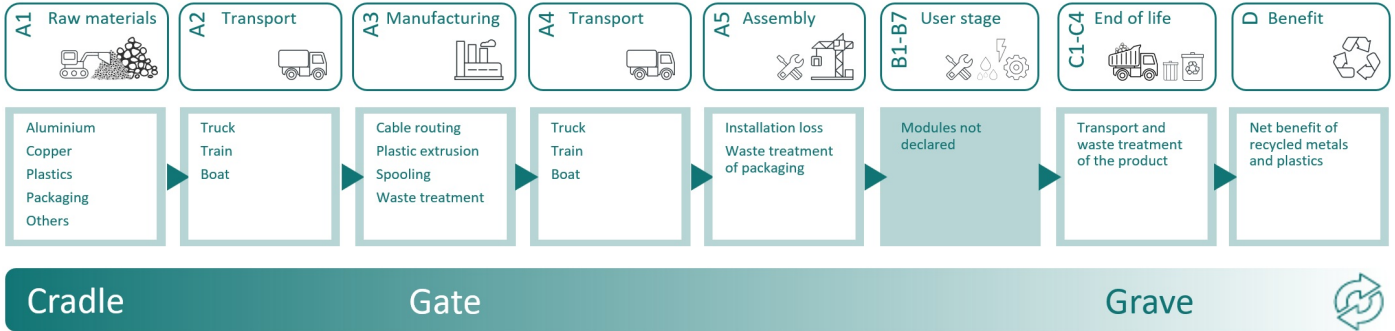 A1 Raw materials
A2 Transport
A3 Manufacturing
A4 Transport
A5 Assembly
B1-B7 User stage
C1-C4 End of life
D Benefit
Aluminium
Copper
Plastics
Packaging
Others
Truck
Train
Boat
Cable routing
Plastic extrusion
Spooling
Waste treatment
Truck
Train
Boat
Installation loss
Waste treatment
of packaging
Modules not
declared
Transport and
waste treatment
of the product
Net benefit of
recycled metals
and plastics
Cradle
Gate
Grave